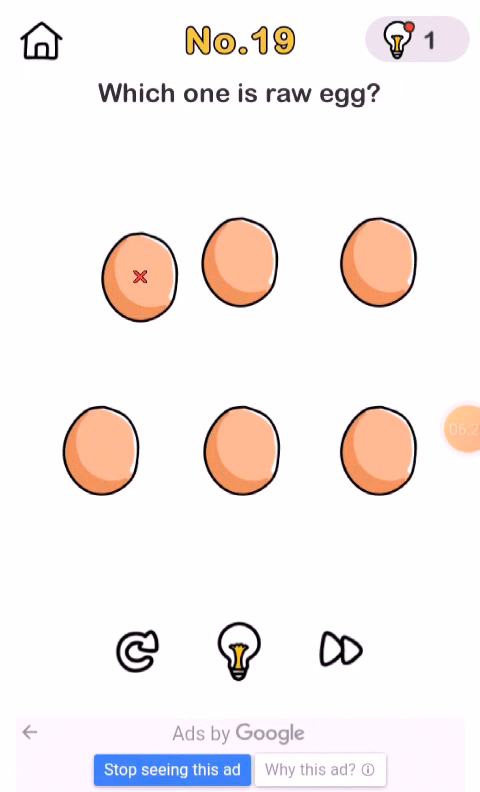 No.19
1
Which one is raw egg?
Ads by Google
Stop seeing this ad
Why this ad?